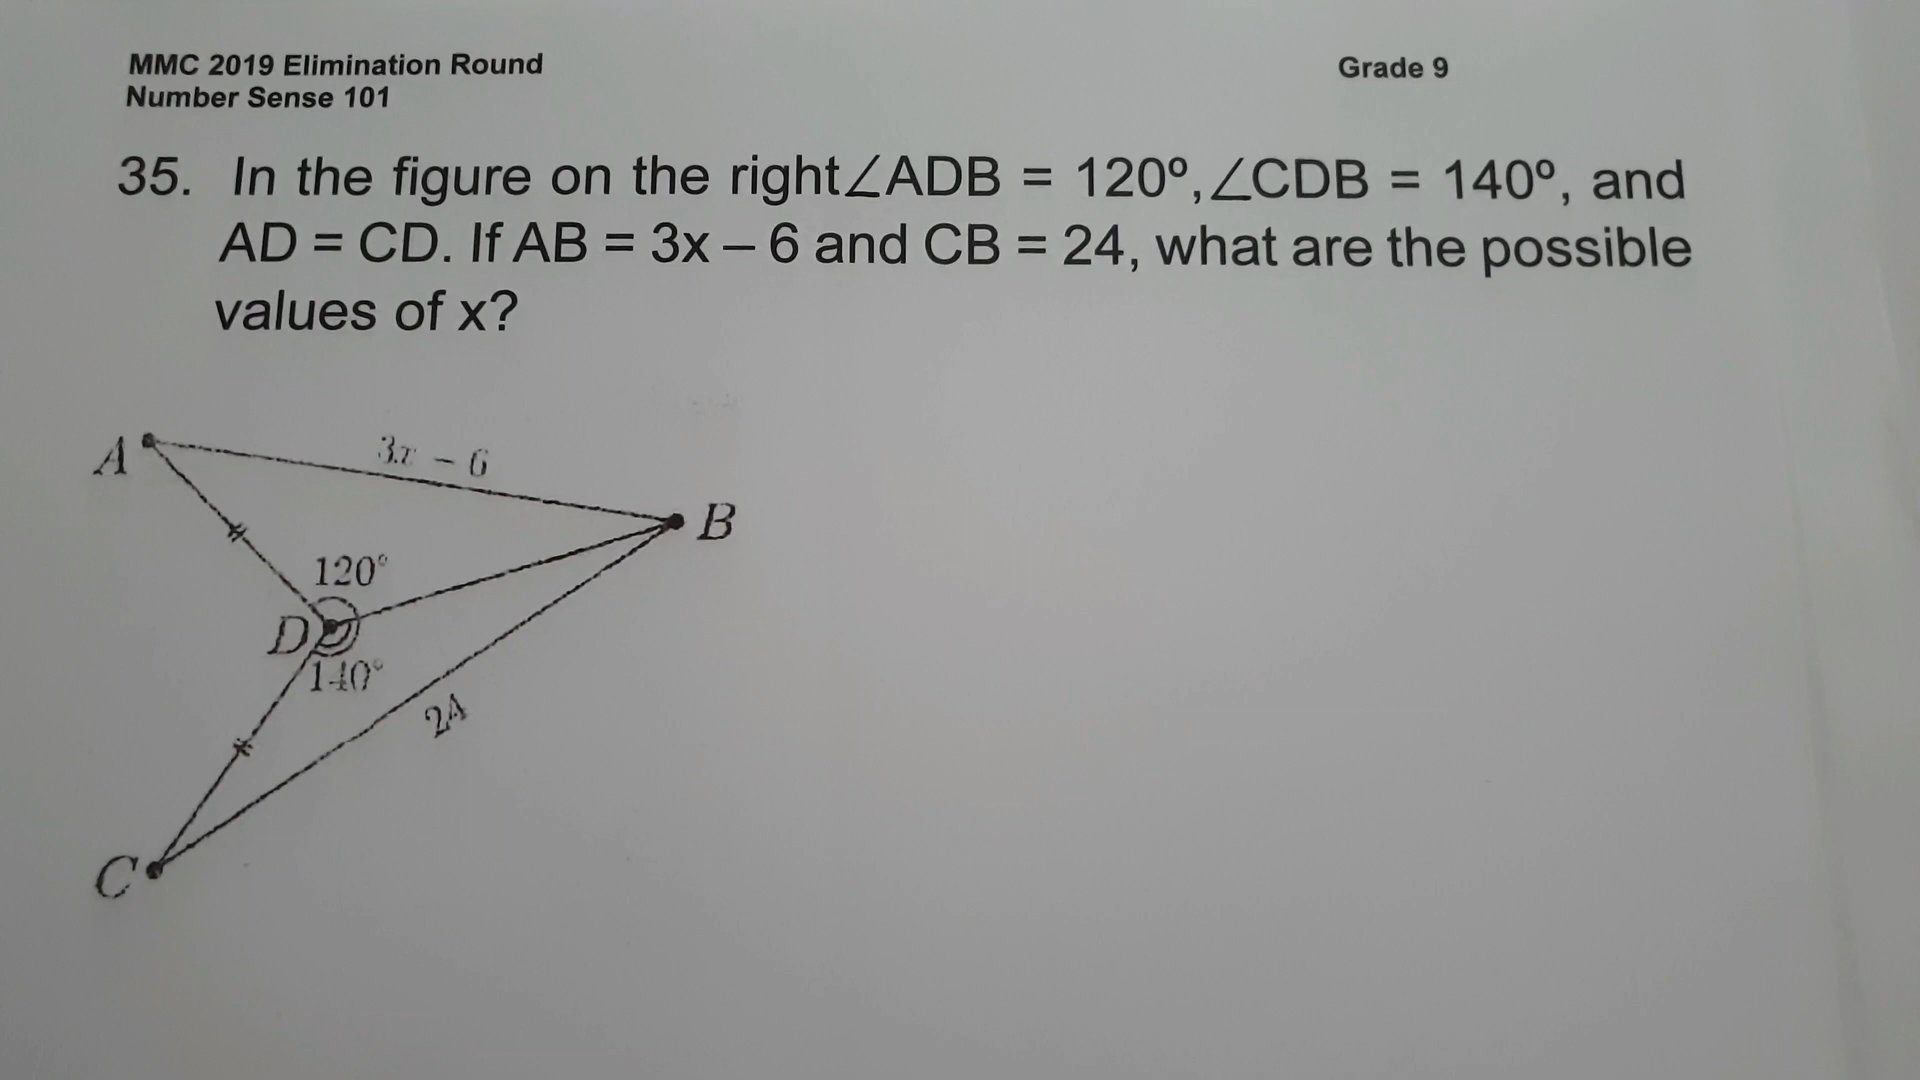 MMC 2019 Elimination Round
Grade 9
Number Sense 101
35. In the figure on the right∠ADB = 120º,∠CDB = 140º, and
AD = CD. If AB = 3x – 6 and CB = 24, what are the possible
values of x?
A
3x – 6
B
120°
D
140°
24
C